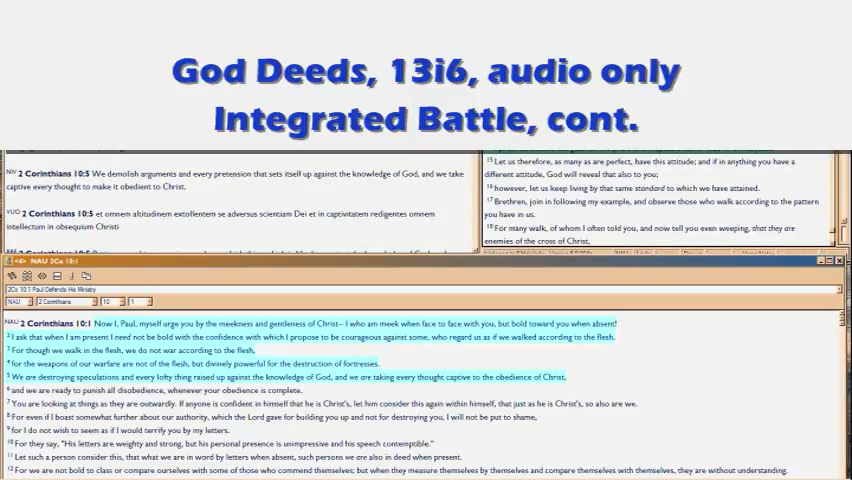 God Deeds, 13i6, audio only
Integrated Battle, cont.
NIV 2 Corinthians 10:5 We demolish arguments and every pretension that sets itself up against the knowledge of God, and we take
captive every thought to make it obedient to Christ.
VUO 2 Corinthians 10:5 et omnem altitudinem extollentem se adversus scientiam Dei et in captivitatem redigentes omnem
intellectum in obsequium Christi
15 Let us therefore, as many as are perfect, have this attitude; and if in anything you have a
different attitude, God will reveal that also to you;
16 however, let us keep living by that same standard to which we have attained.
17 Brethren, join in following my example, and observe those who walk according to the pattern
you have in us.
18 For many walk, of whom I often told you, and now tell you even weeping, that they are
enemies of the cross of Christ,
NAU 2Co 10:1
2Co 10:1 Paul Defends His Ministry
NAU 2 Corinthians 10 1
NAU 2 Corinthians 10:1 Now I, Paul, myself urge you by the meekness and gentleness of Christ-- I who am meek when face to face with you, but bold toward you when absent!
2 I ask that when I am present I need not be bold with the confidence with which I propose to be courageous against some, who regard us as if we walked according to the flesh.
3 For though we walk in the flesh, we do not war according to the flesh,
4 for the weapons of our warfare are not of the flesh, but divinely powerful for the destruction of fortresses.
5 We are destroying speculations and every lofty thing raised up against the knowledge of God, and we are taking every thought captive to the obedience of Christ,
6 and we are ready to punish all disobedience, whenever your obedience is complete.
7 You are looking at things as they are outwardly. If anyone is confident in himself that he is Christ's, let him consider this again within himself, that just as he is Christ's, so also are we.
8 For even if I boast somewhat further about our authority, which the Lord gave for building you up and not for destroying you, I will not be put to shame,
9 for I do not wish to seem as if I would terrify you by my letters.
10 For they say, "His letters are weighty and strong, but his personal presence is unimpressive and his speech contemptible."
11 Let such a person consider this, that what we are in word by letters when absent, such persons we are also in deed when present.
12 For we are not bold to class or compare ourselves with some of those who commend themselves; but when they measure themselves by themselves and compare themselves with themselves, they are without understanding.